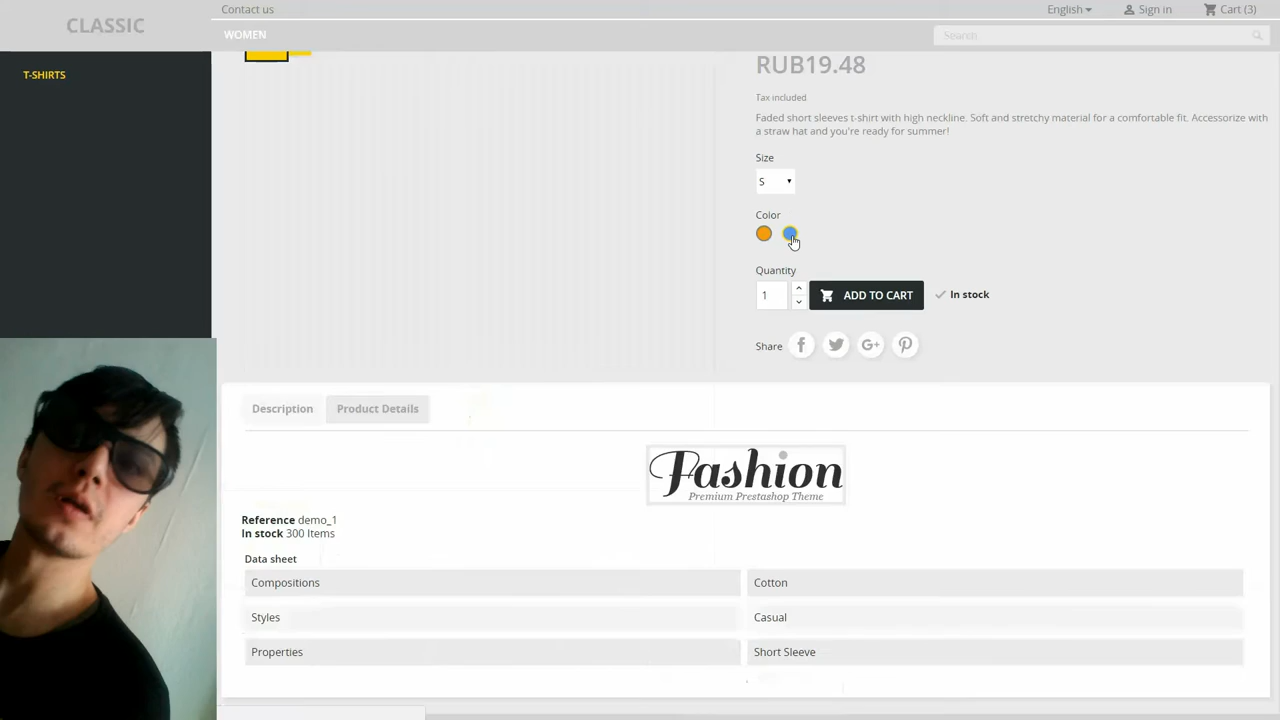 CLASSIC
Contact us
English
Sign in
Cart (3)
WOMEN
Search
T-SHIRTS
RUB19.48
Tax included
Faded short sleeves t-shirt with high neckline. Soft and stretchy material for a comfortable fit. Accessorize with
a straw hat and you're ready for summer!
Size
S
Color
Quantity
1
ADD TO CART
In stock
Share
Description
Product Details
Fashion
Premium Prestashop Theme
Reference demo_1
In stock 300 Items
Data sheet
Compositions
Cotton
Styles
Casual
Properties
Short Sleeve